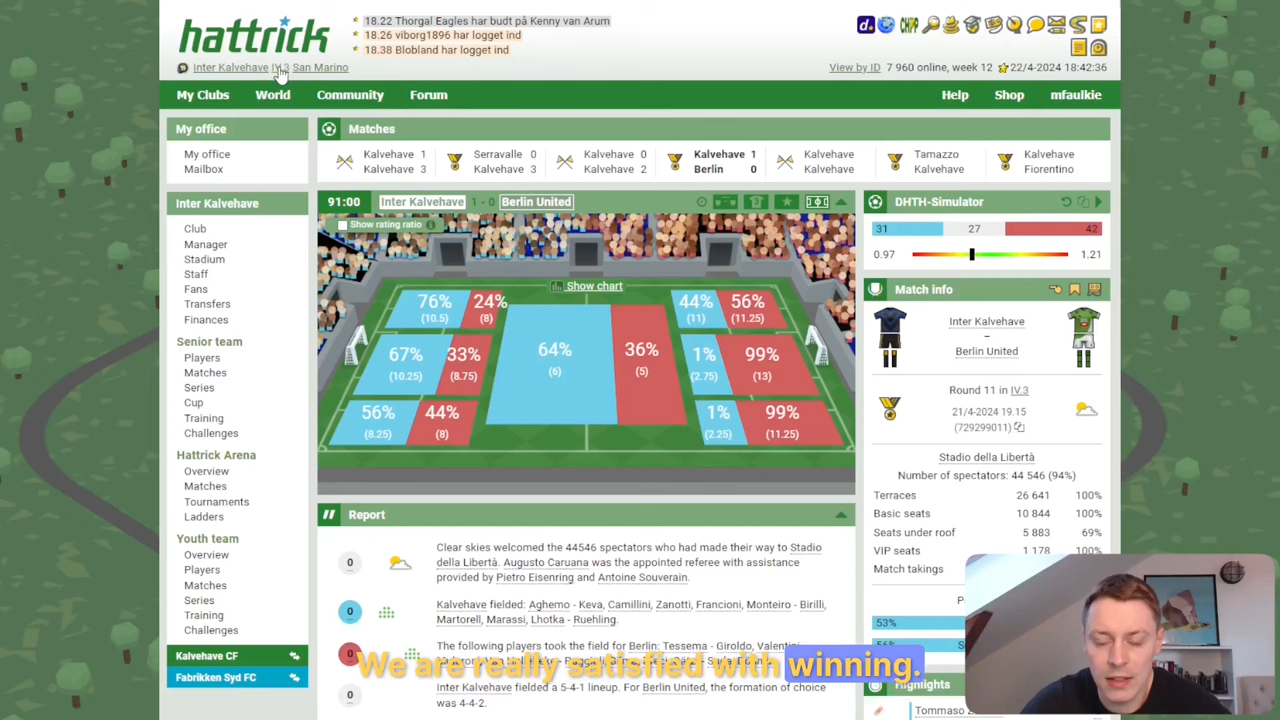 hattrick
18.22 Thorgal Eagles har budt på Kenny van Arum
18.26 viborg1896 har logget ind
18.38 Blobland har logget ind
Inter Kalvehave IV.3 San Marino
View by ID 7 960 online, week 12 22/4-2024 18:42:36
My Clubs World Community Forum Help Shop mfaulkie
My office
My office
Mailbox
Inter Kalvehave
Club
Manager
Stadium
Staff
Fans
Transfers
Finances
Senior team
Players
Matches
Series
Cup
Training
Challenges
Hattrick Arena
Overview
Matches
Tournaments
Ladders
Youth team
Overview
Players
Matches
Series
Training
Challenges
Kalvehave CF
Fabrikken Syd FC
Matches
Kalvehave 1
Kalvehave 3
Serravalle 0
Kalvehave 3
Kalvehave 0
Kalvehave 2
Kalvehave 1
Berlin 0
Kalvehave
Kalvehave
Tamazzo
Kalvehave
Kalvehave
Fiorentino
91:00 Inter Kalvehave 1 - 0 Berlin United
Show rating ratio
Show chart
76% 24% 44% 56%
(10.5) (8) (11) (11.25)
67% 33% 64% 36% 1% 99%
(10.25) (8.75) (6) (5) (2.75) (13)
56% 44% 1% 99%
(8.25) (8) (2.25) (11.25)
Report
0 Clear skies welcomed the 44546 spectators who had made their way to Stadio
della Libertà. Augusto Caruana was the appointed referee with assistance
provided by Pietro Eisenring and Antoine Souverain.
0 Kalvehave fielded: Aghemo - Keva, Camillini, Zanotti, Francioni, Monteiro - Birilli,
Martorell, Marassi, Lhotka - Ruehling.
0 The following players took the field for Berlin: Tessema - Giroldo, Valentini,
We are really satisfied with winning.
0 Inter Kalvehave fielded a 5-4-1 lineup. For Berlin United, the formation of choice
was 4-4-2.
DHTH-Simulator
31 27 42
0.97 1.21
Match info
Inter Kalvehave
–
Berlin United
Round 11 in IV.3
21/4-2024 19.15
(729299011)
Stadio della Libertà
Number of spectators: 44 546 (94%)
Terraces 26 641 100%
Basic seats 10 844 100%
Seats under roof 5 883 69%
VIP seats 1 178 100%
Match takings
53%
Highlights
Tommaso